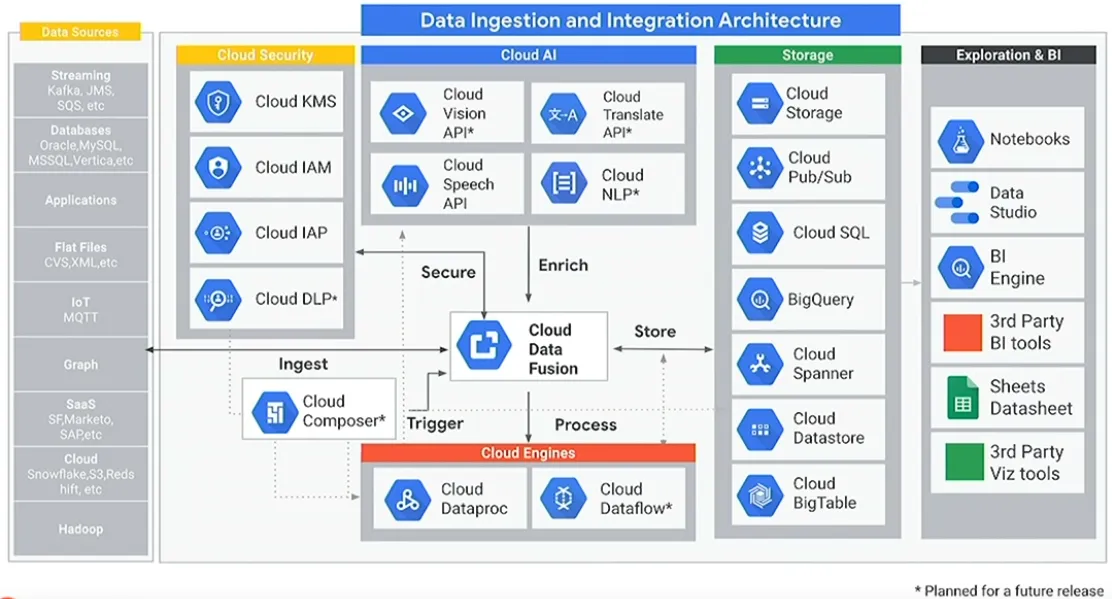 Data Ingestion and Integration Architecture
Data Sources
Streaming
Kafka, JMS,
SQS, etc
Databases
Oracle,MySQL,
MSSQL,Vertica,etc
Applications
Flat Files
CVS,XML,etc
IoT
MQTT
Graph
SaaS
SF,Marketo,
SAP,etc
Cloud
Snowflake,S3,Reds
hift, etc
Hadoop
Cloud Security
Cloud KMS
Cloud IAM
Cloud IAP
Cloud DLP*
Cloud AI
Cloud
Vision
API*
Cloud
Translate
API*
Cloud
Speech
API
Cloud
NLP*
Secure
Enrich
Ingest
Cloud
Data
Fusion
Store
Cloud
Composer*
Trigger
Process
Cloud Engines
Cloud
Dataproc
Cloud
Dataflow*
Storage
Cloud
Storage
Cloud
Pub/Sub
Cloud SQL
BigQuery
Cloud
Spanner
Cloud
Datastore
Cloud
BigTable
Exploration & BI
Notebooks
Data
Studio
BI
Engine
3rd Party
BI tools
Sheets
Datasheet
3rd Party
Viz tools
* Planned for a future release